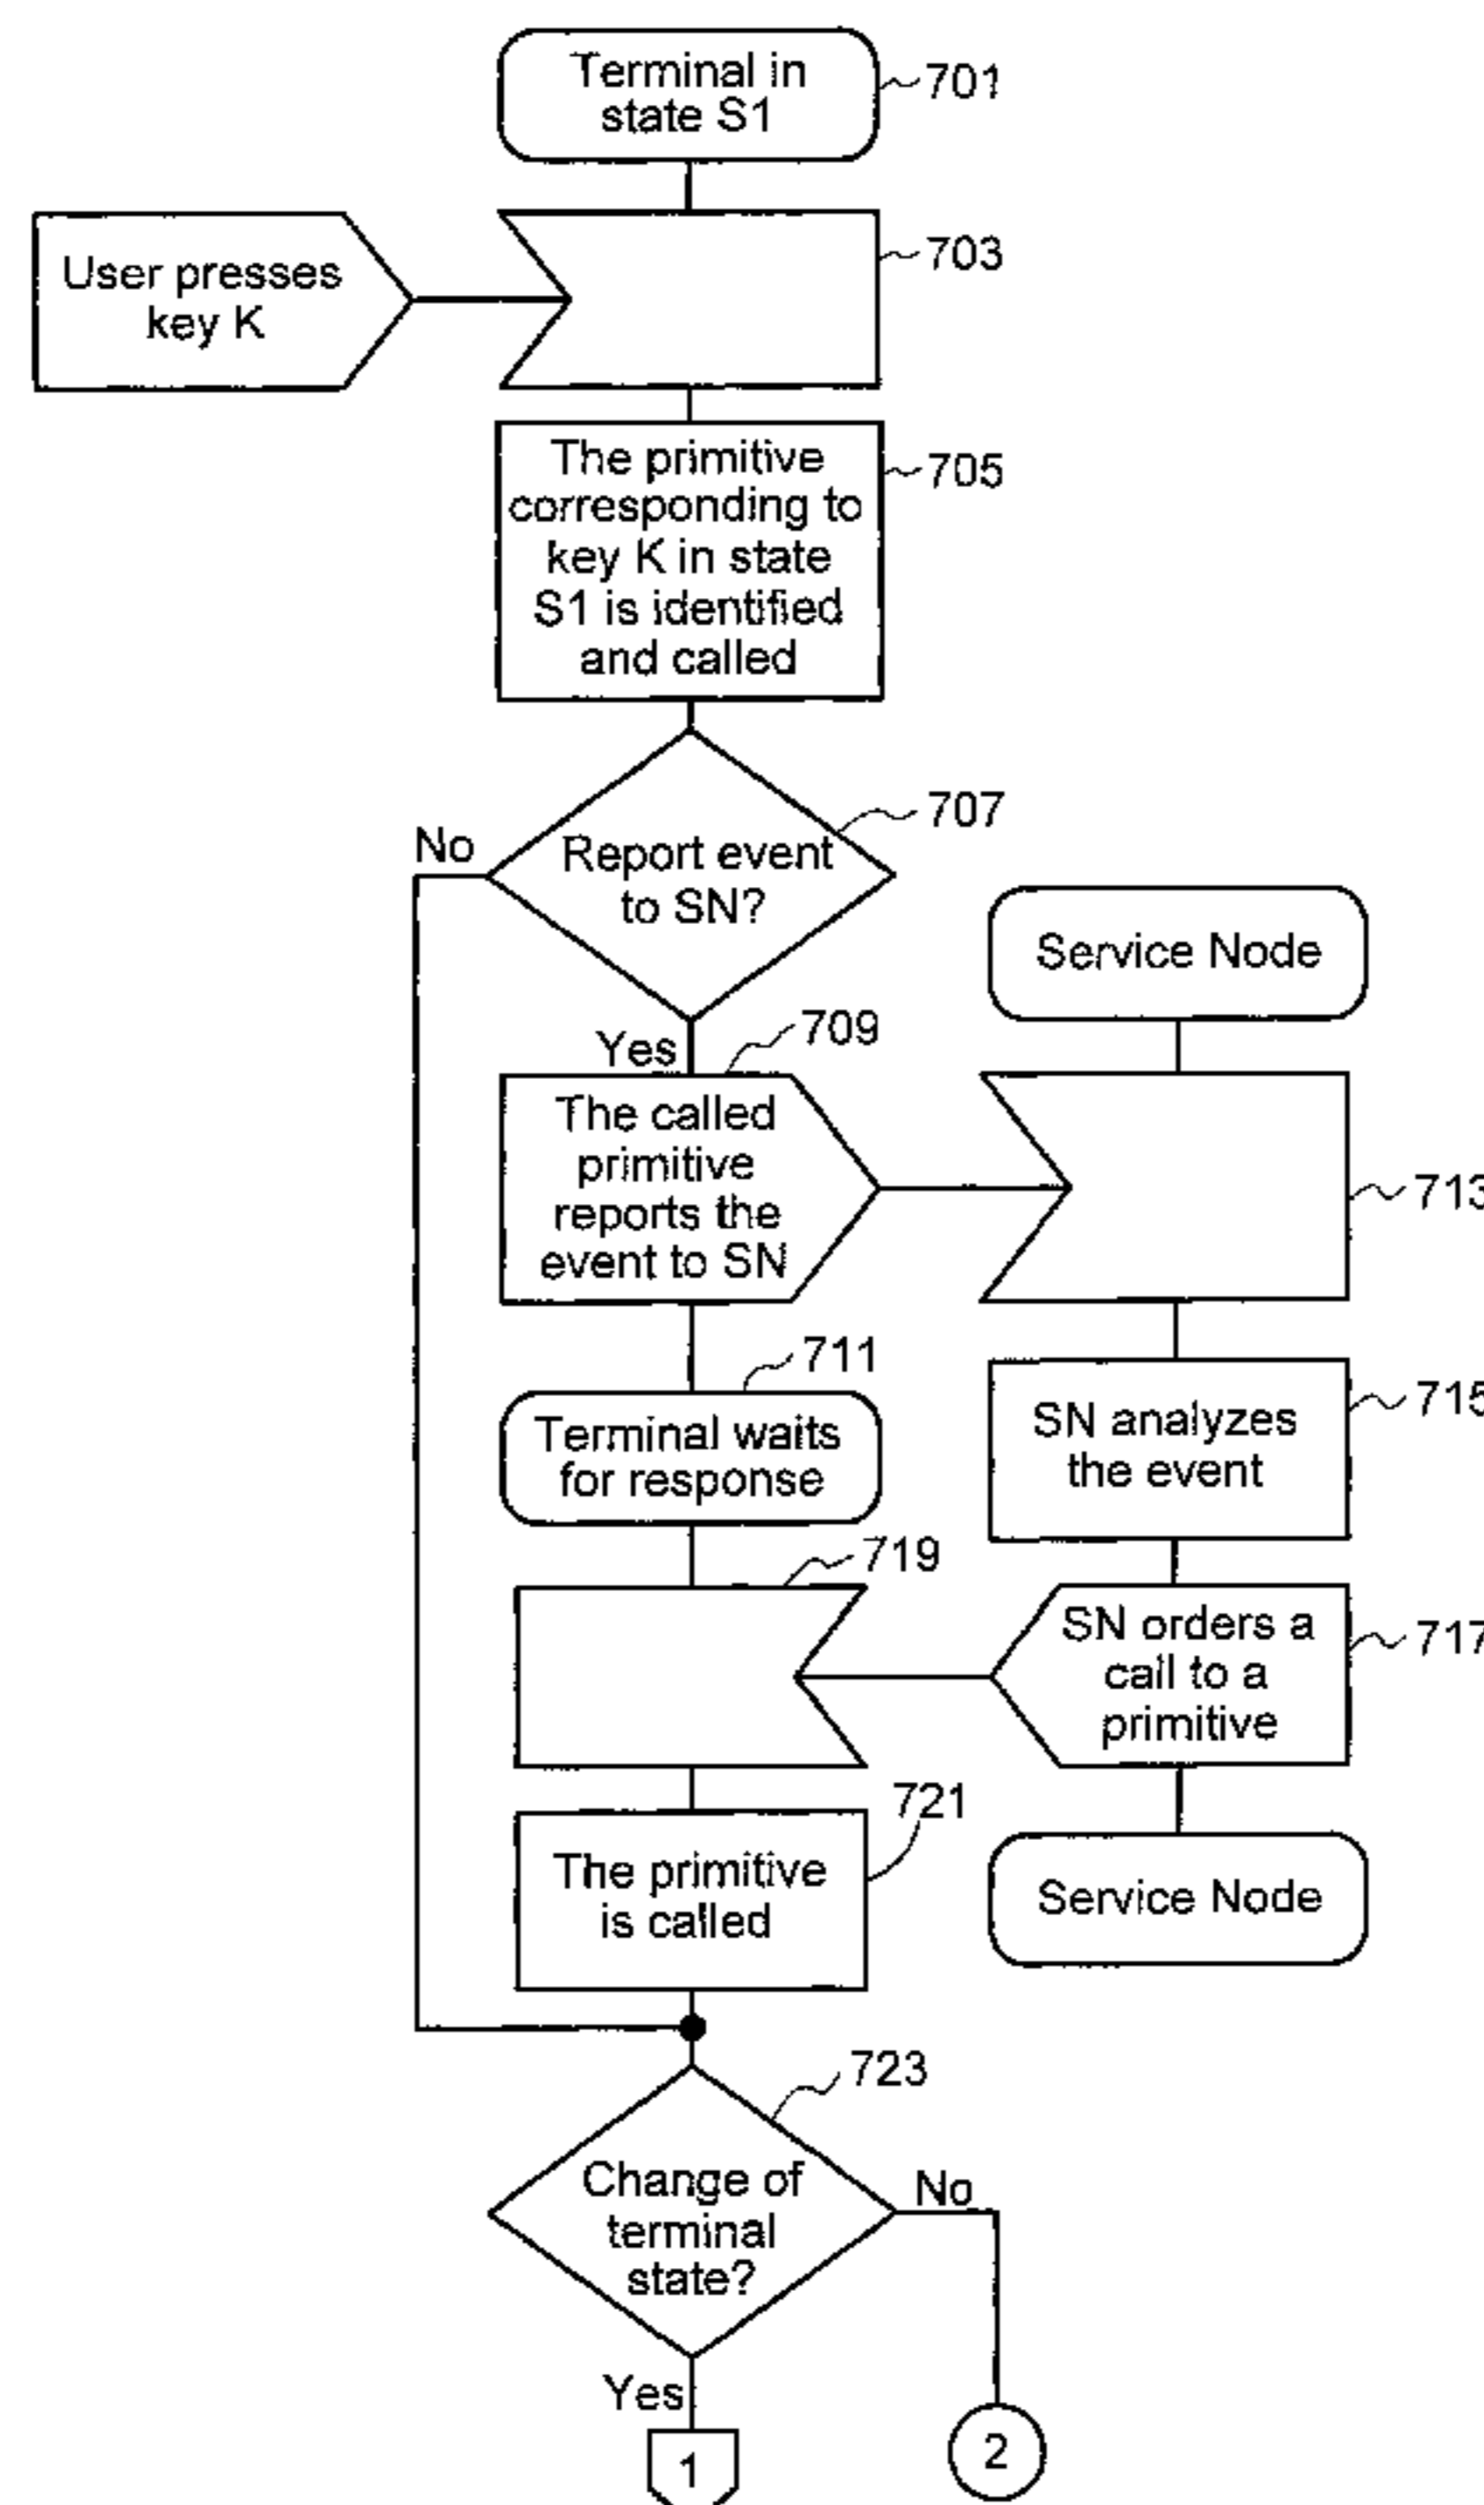 Terminal in
state S1
701
User presses
key K
703
The primitive
corresponding to
key K in state
S1 is identified
and called
705
Report event
to SN?
707
No
Yes
Service Node
The called
primitive
reports the
event to SN
709
713
Terminal waits
for response
711
SN analyzes
the event
715
719
SN orders a
call to a
primitive
717
The primitive
is called
721
Service Node
Change of
terminal
state?
723
No
Yes
1
2